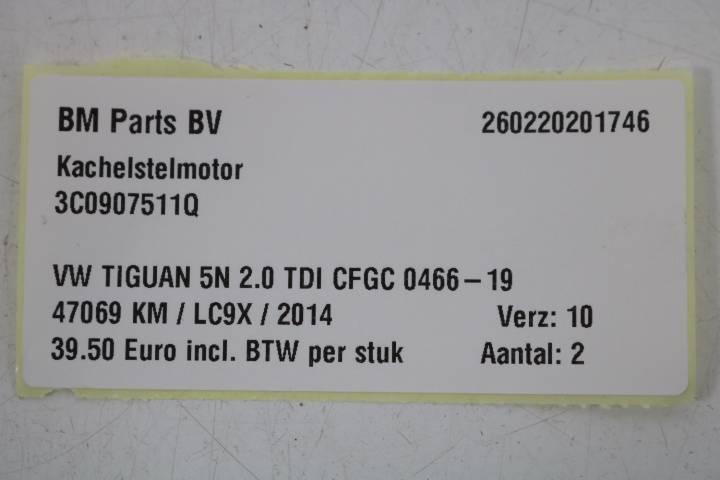 BM Parts BV 260220201746
Kachelstelmotor
3C0907511Q
VW TIGUAN 5N 2.0 TDI CFGC 0466-19
47069 KM / LC9X / 2014 Verz: 10
39.50 Euro incl. BTW per stuk Aantal: 2